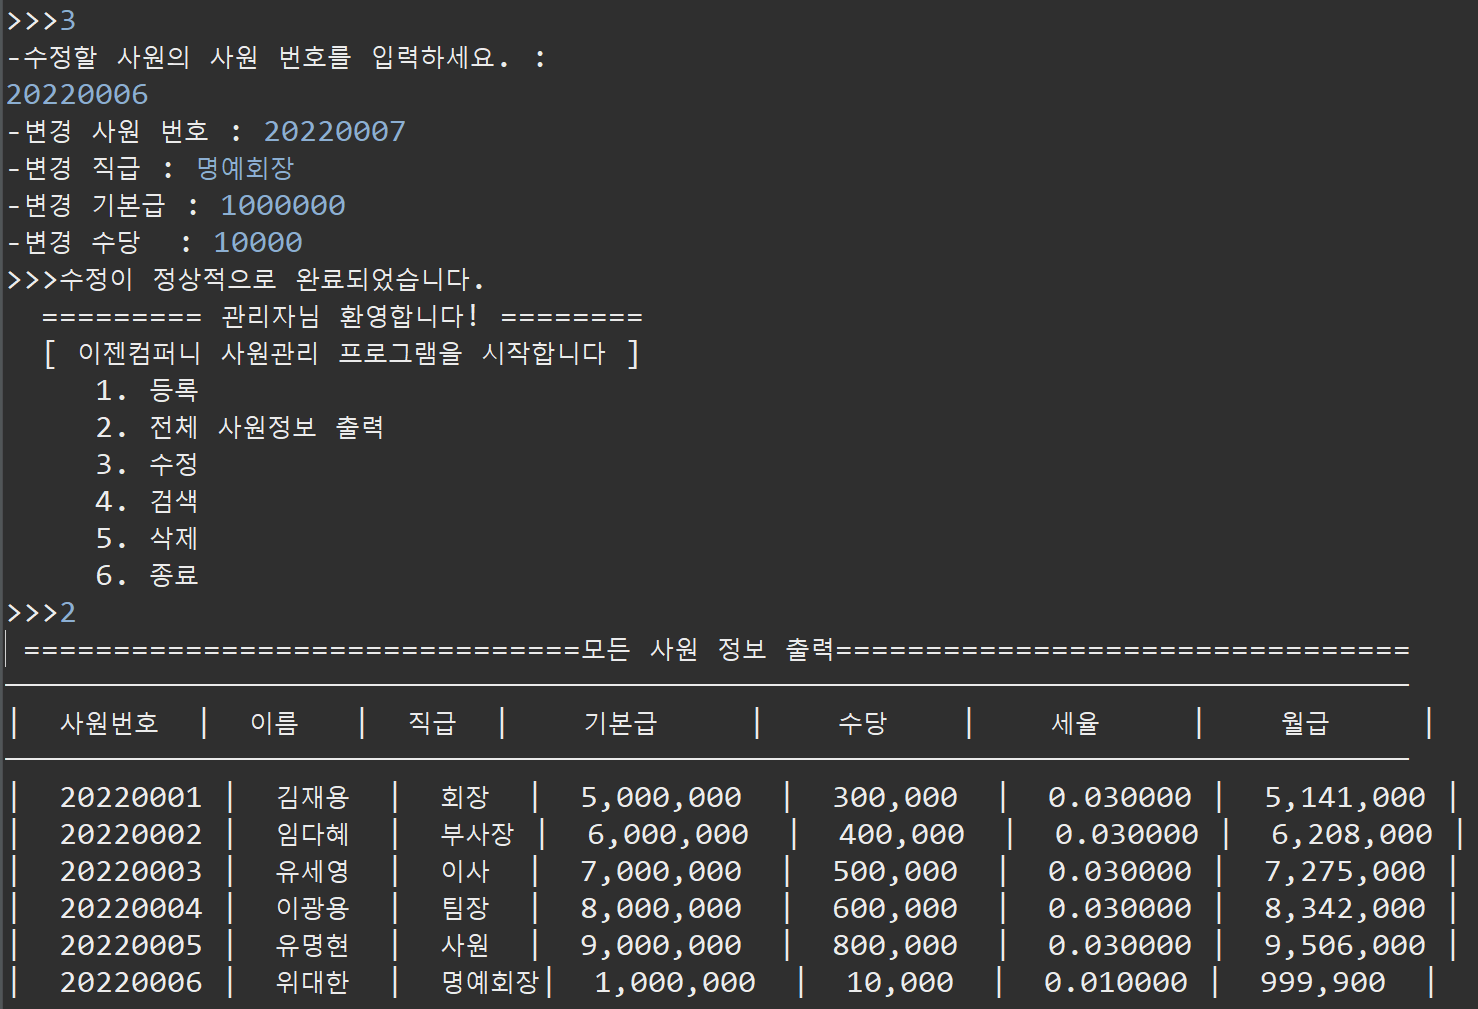 >>>3
-수정할 사원의 사원 번호를 입력하세요. :
20220006
-변경 사원 번호 : 20220007
-변경 직급 : 명예회장
-변경 기본급 : 1000000
-변경 수당  : 10000
>>>수정이 정상적으로 완료되었습니다.
========= 관리자님 환영합니다! ========
[ 이젠컴퍼니 사원관리 프로그램을 시작합니다 ]
1. 등록
2. 전체 사원정보 출력
3. 수정
4. 검색
5. 삭제
6. 종료
>>>2
===============================모든 사원 정보 출력================================
| 사원번호 | 이름 | 직급 | 기본급 | 수당 | 세율 | 월급 |
| 20220001 | 김재용 | 회장 | 5,000,000 | 300,000 | 0.030000 | 5,141,000 |
| 20220002 | 임다혜 | 부사장 | 6,000,000 | 400,000 | 0.030000 | 6,208,000 |
| 20220003 | 유세영 | 이사 | 7,000,000 | 500,000 | 0.030000 | 7,275,000 |
| 20220004 | 이광용 | 팀장 | 8,000,000 | 600,000 | 0.030000 | 8,342,000 |
| 20220005 | 유명현 | 사원 | 9,000,000 | 800,000 | 0.030000 | 9,506,000 |
| 20220006 | 위대한 | 명예회장| 1,000,000 | 10,000 | 0.010000 | 999,900 |